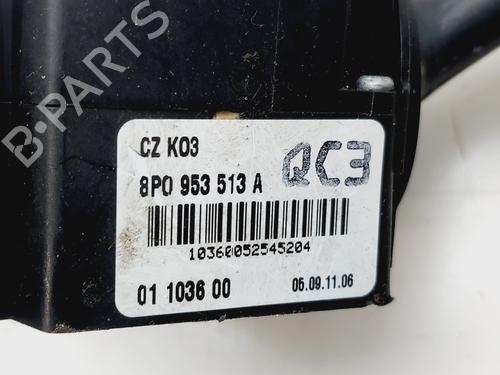 B-PARTS
CZ K03
8P0 953 513 A
QC3
10360052545204
01 1036 00
05.09.11.06